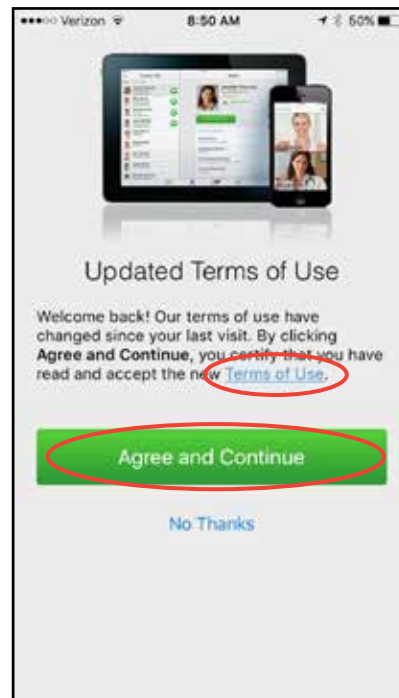 Verizon 8:50 AM 50%
Updated Terms of Use
Welcome back! Our terms of use have
changed since your last visit. By clicking
Agree and Continue, you certify that you have
read and accept the new Terms of Use.
Agree and Continue
No Thanks